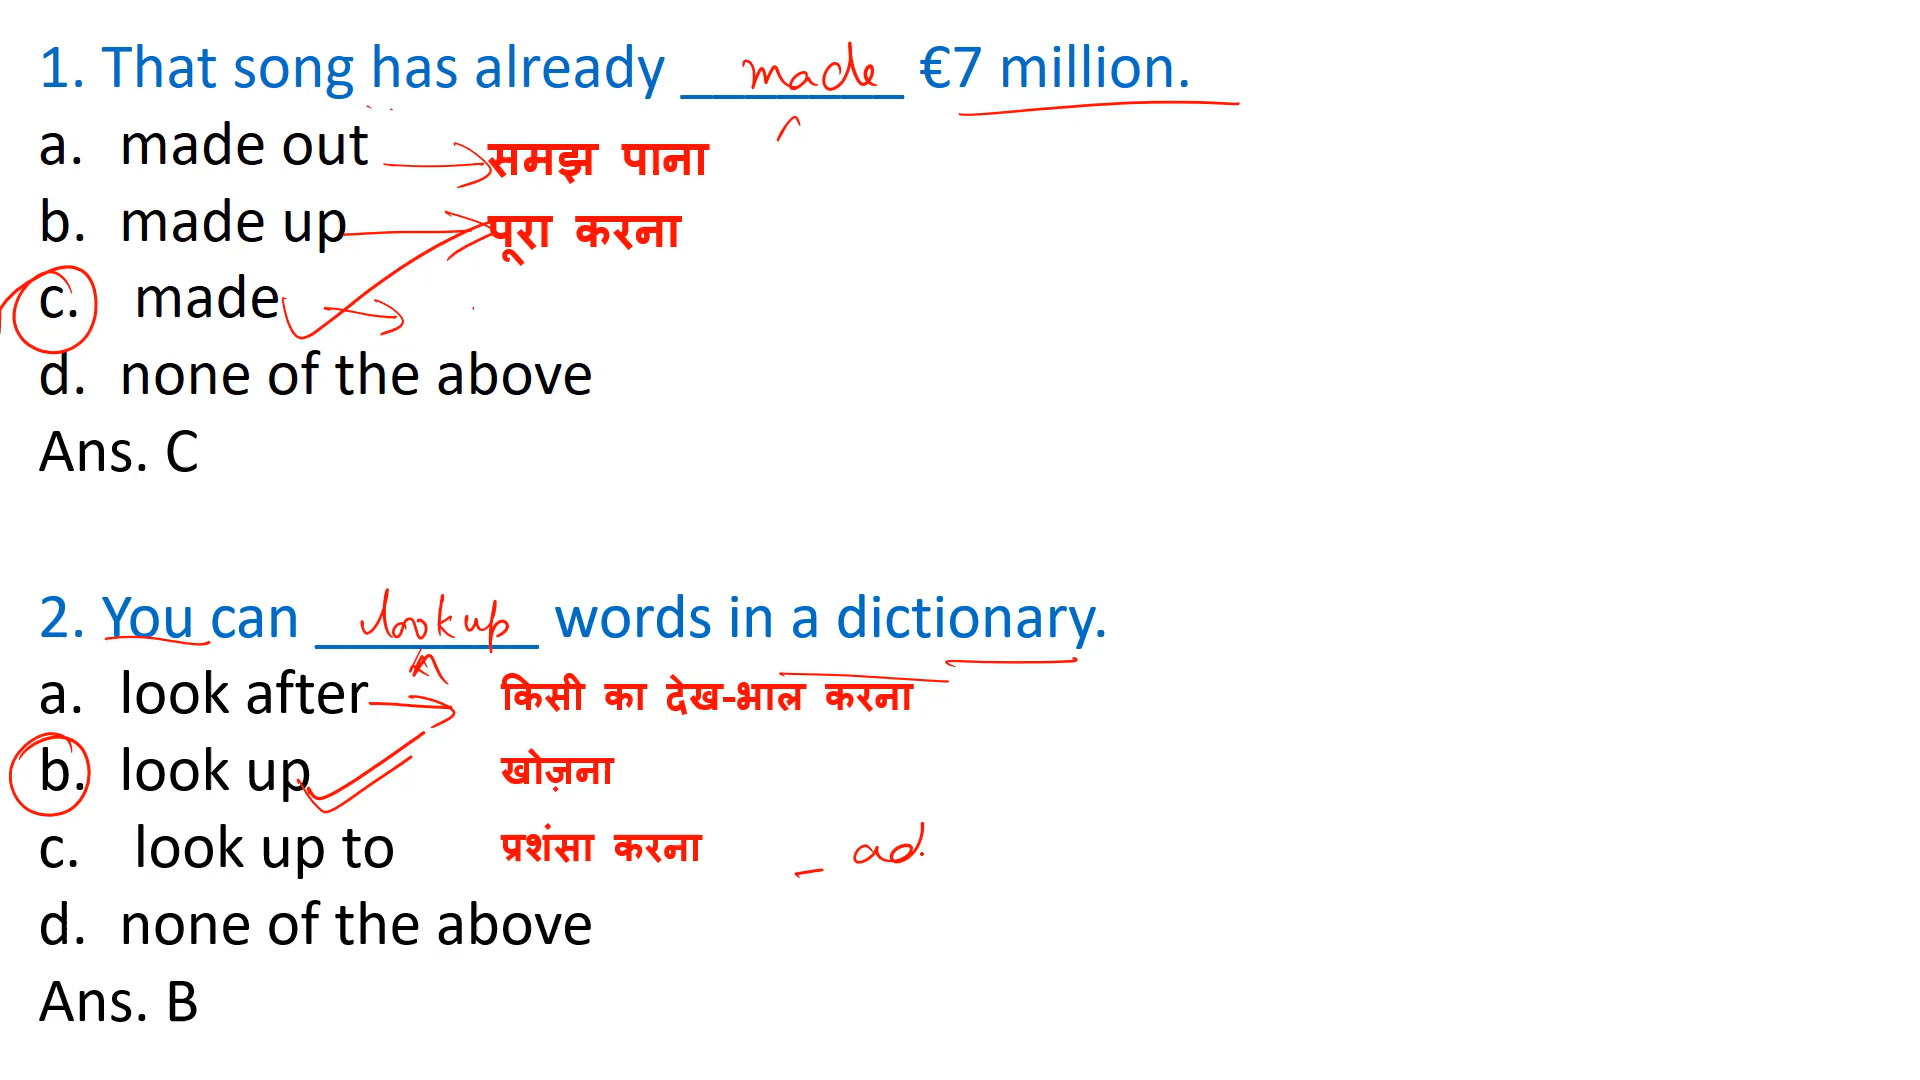 1. That song has already made €7 million.
a. made out समझ पाना
b. made up पूरा करना
c. made
d. none of the above
Ans. C
2. You can look up words in a dictionary.
a. look after किसी का देख-भाल करना
b. look up खोज़ना
c. look up to प्रशंसा करना – ad
d. none of the above
Ans. B